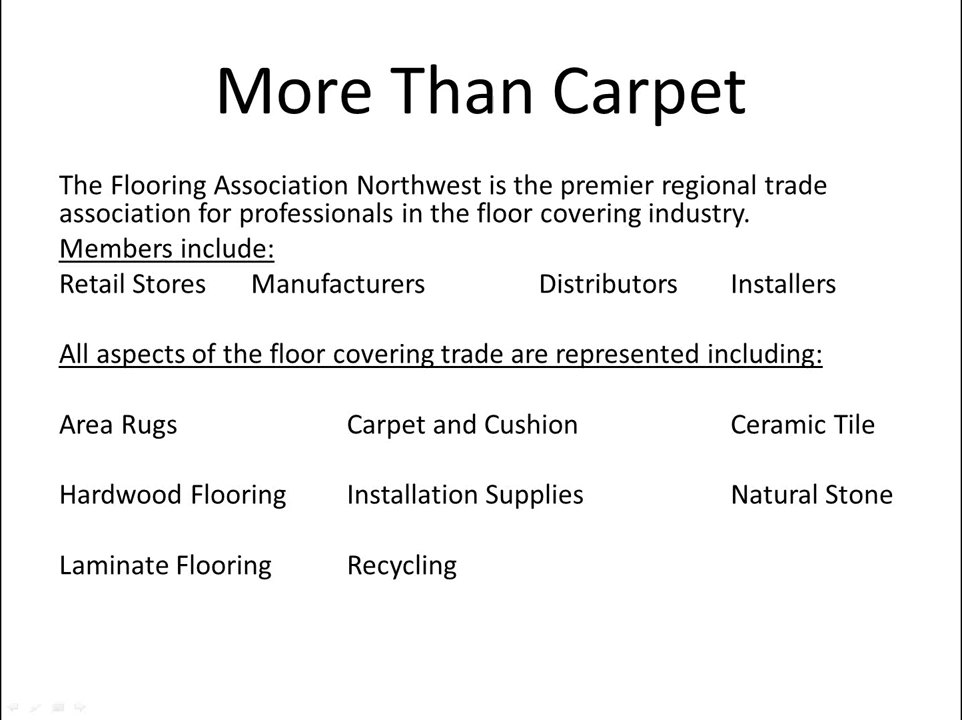 More Than Carpet
The Flooring Association Northwest is the premier regional trade
association for professionals in the floor covering industry.
Members include:
Retail Stores Manufacturers Distributors Installers
All aspects of the floor covering trade are represented including:
Area Rugs Carpet and Cushion Ceramic Tile
Hardwood Flooring Installation Supplies Natural Stone
Laminate Flooring Recycling